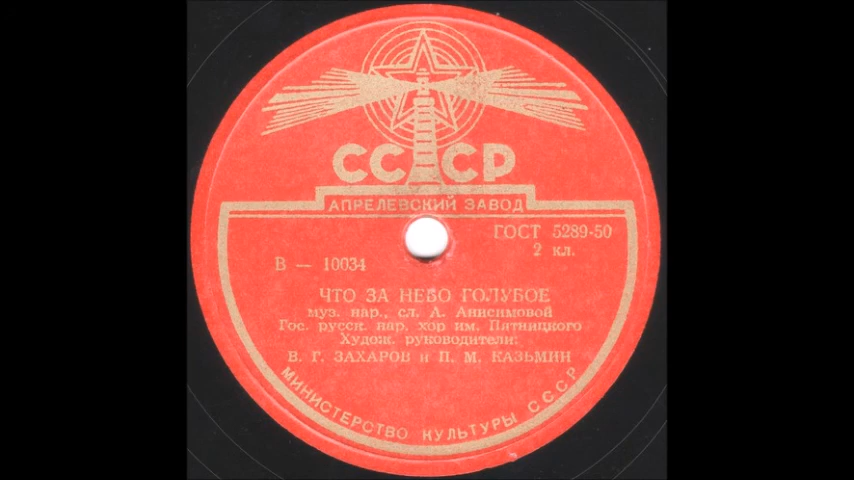 СССР
АПРЕЛЕВСКИЙ ЗАВОД
ГОСТ 5289-50
2 кл.
В — 10034
ЧТО ЗА НЕБО ГОЛУБОЕ
муз. нар., сл. А. Анисимовой
Гос. русск. нар. хор им. Пятницкого
Худож. руководители:
В. Г. ЗАХАРОВ и П. М. КАЗЬМИН
МИНИСТЕРСТВО КУЛЬТУРЫ СССР